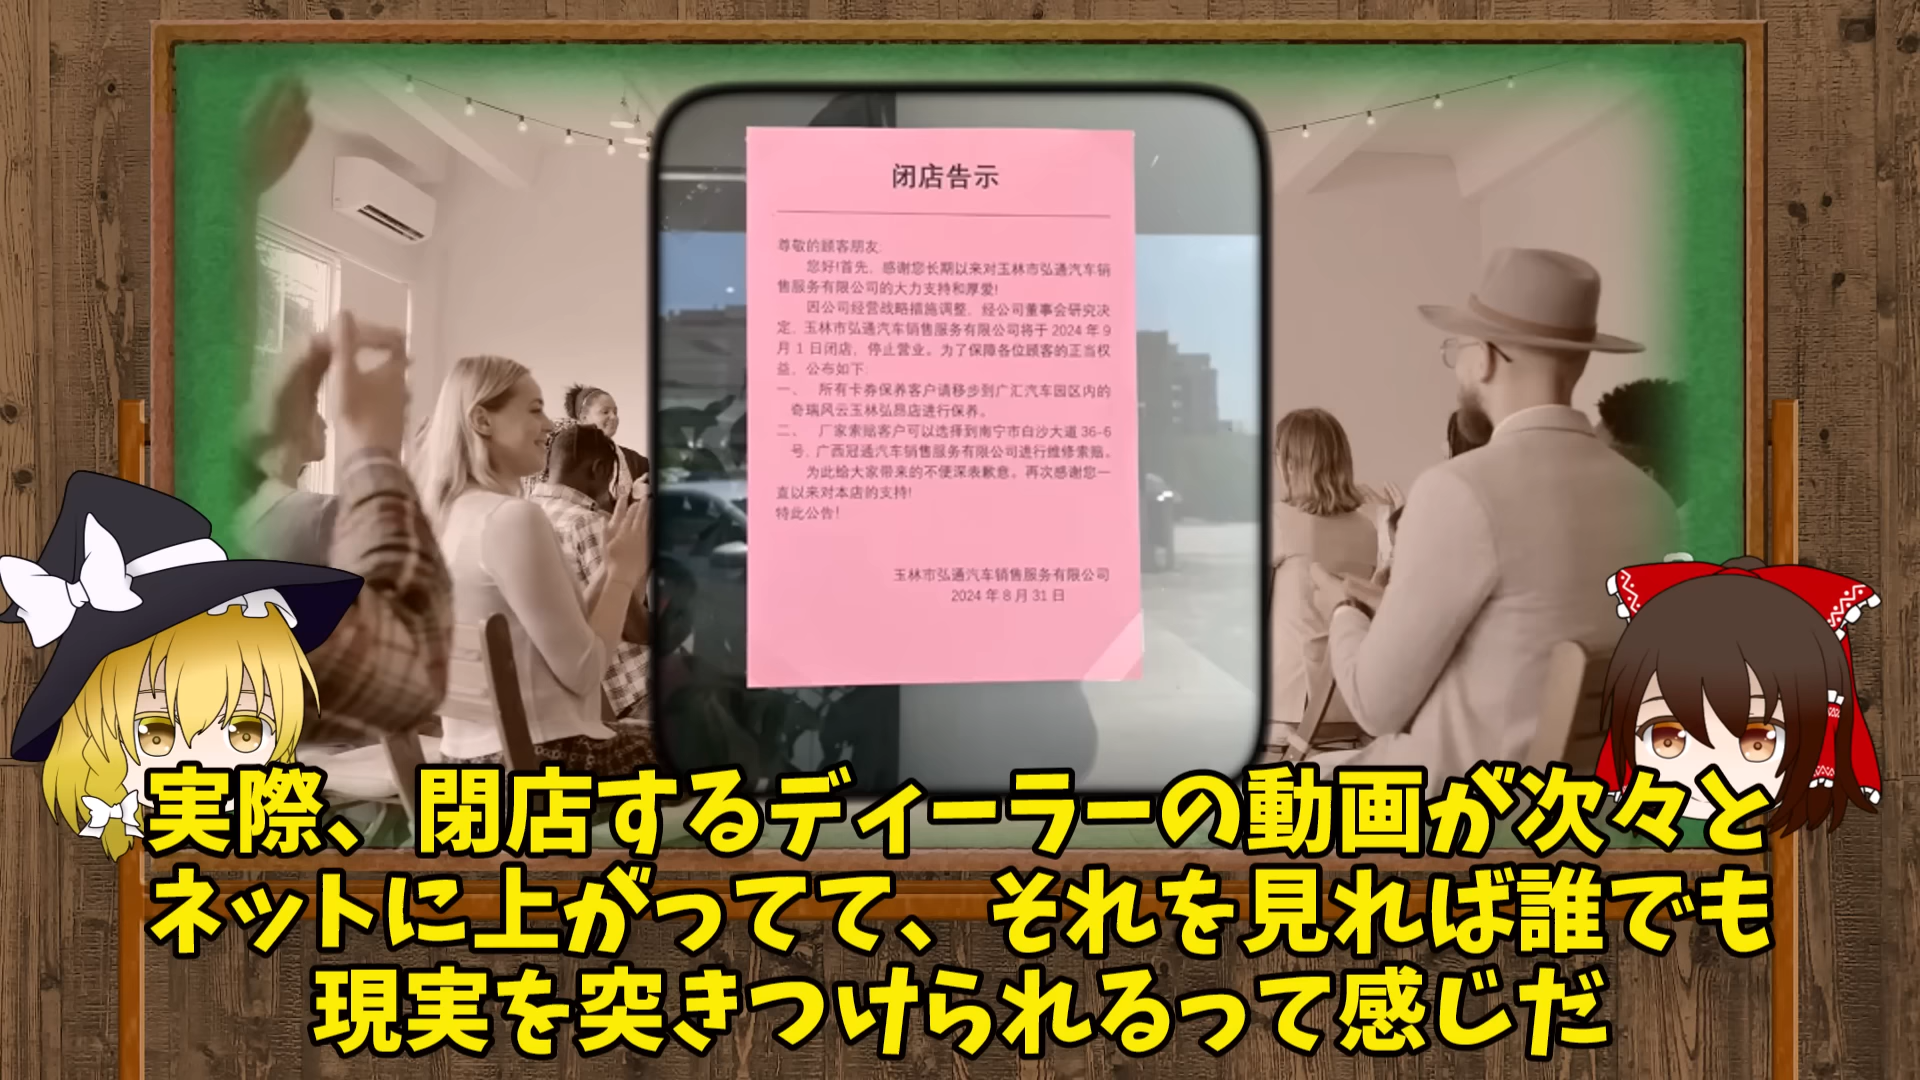 闭店告示
尊敬的顾客朋友:
您好!首先、感谢您长期以来对玉林市弘通汽车销
售服务有限公司的大力支持和厚爱!
因公司经营战略措施调整、经公司董事会研究决
定、玉林市弘通汽车销售服务有限公司将于 2024 年 9
月 1 日闭店，停止营业。为了保障各位顾客的正当权
益、公布如下:
一、 所有卡券保养客户请移步到广汇汽车园区内的
奇瑞风云玉林弘昂店进行保养。
二、 厂家索赔客户可以选择到南宁市白沙大道 36-6
号、广西冠通汽车销售服务有限公司进行维修索赔。
为此给大家带来的不便深表歉意。再次感谢您一
直以来对本店的支持!
特此公告!
玉林市弘通汽车销售服务有限公司
2024 年 8 月 31 日
実際、閉店するディーラーの動画が次々と
ネットに上がってて、それを見れば誰でも
現実を突きつけられるって感じだ